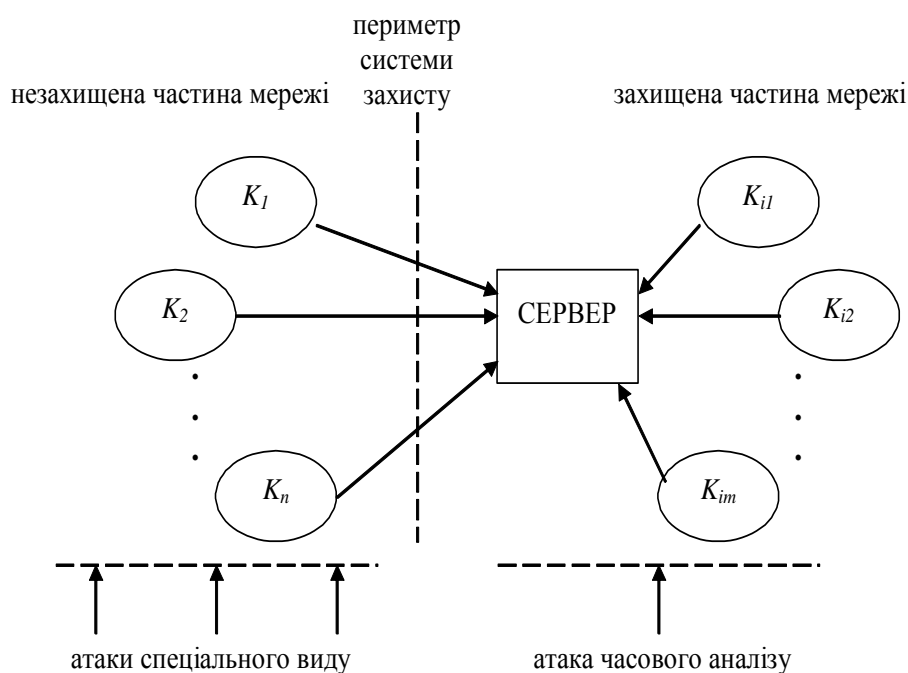 периметр
системи
захисту
незахищена частина мережі
захищена частина мережі
K1
Ki1
K2
СЕРВЕР
Ki2
Kn
Kim
атаки спеціального виду
атака часового аналізу